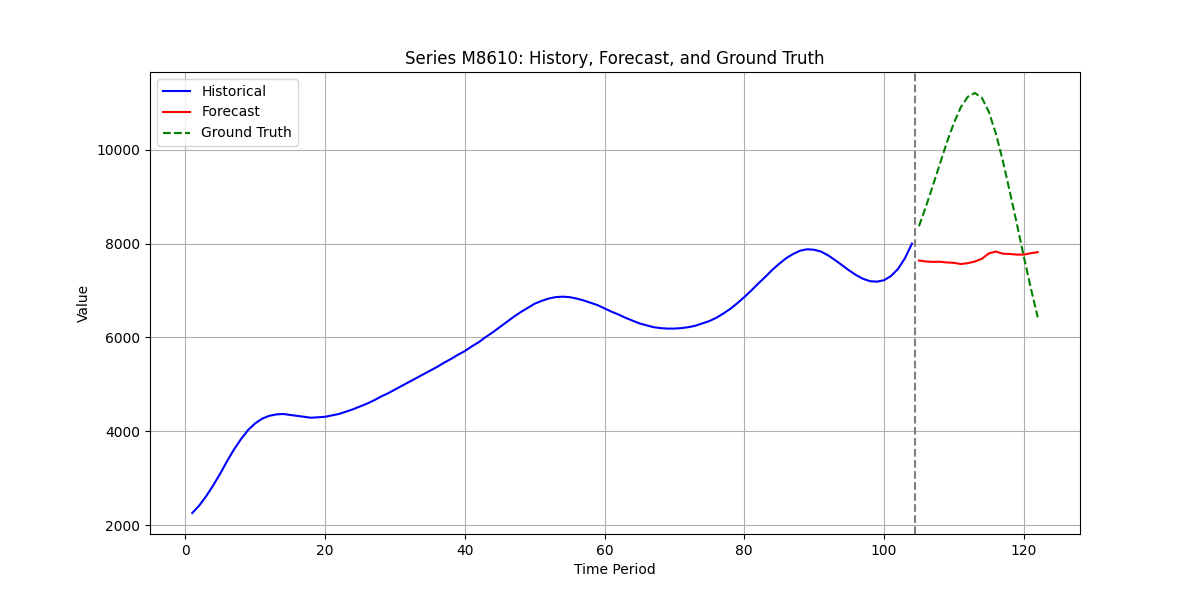 Series M8610: History, Forecast, and Ground Truth
Historical
Forecast
Ground Truth
10000
8000
6000
4000
2000
Value
0 20 40 60 80 100 120
Time Period